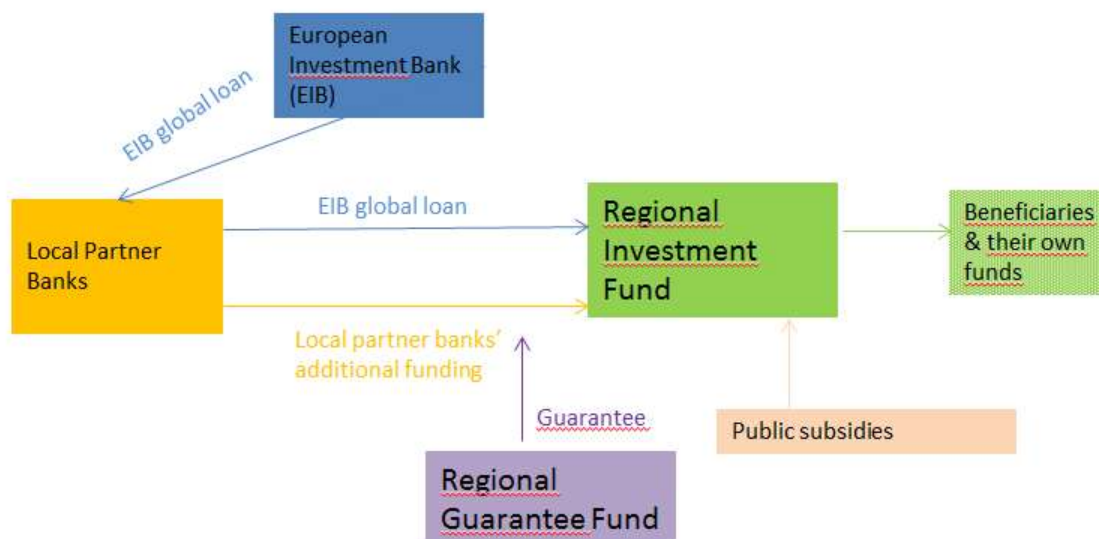 European
Investment Bank
(EIB)
EIB global loan
Local Partner
Banks
EIB global loan
Regional
Investment
Fund
Beneficiaries
& their own
funds
Local partner banks’
additional funding
Guarantee
Public subsidies
Regional
Guarantee Fund